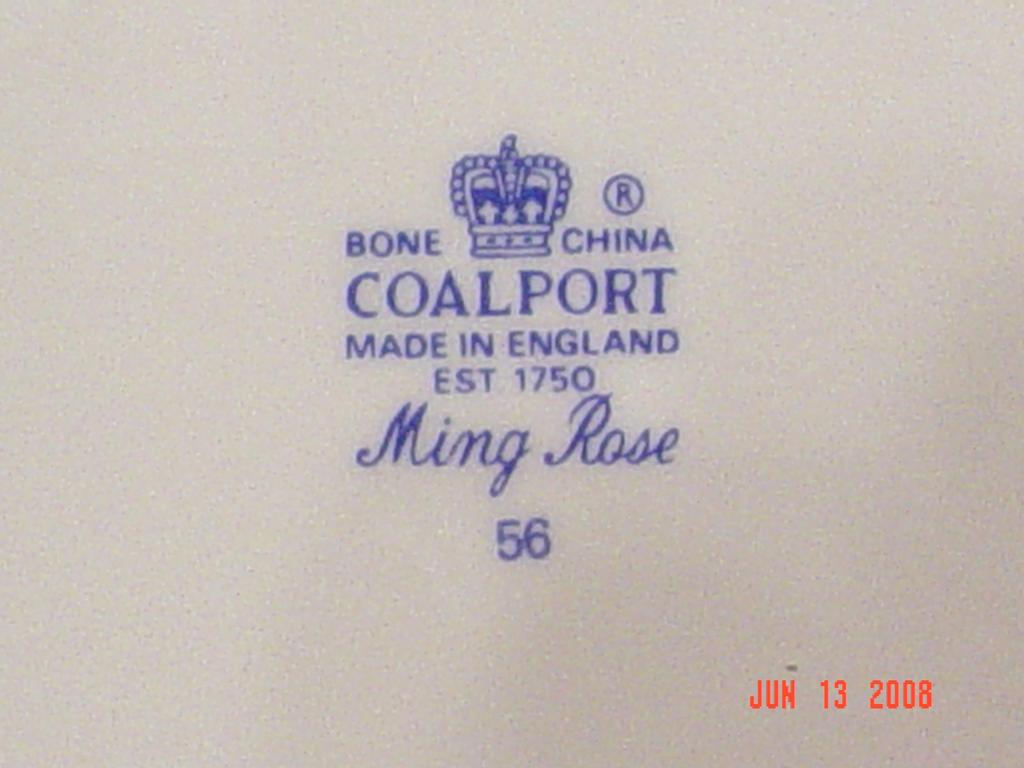 ®
BONE CHINA
COALPORT
MADE IN ENGLAND
EST 1750
Ming Rose
56
JUN 13 2008